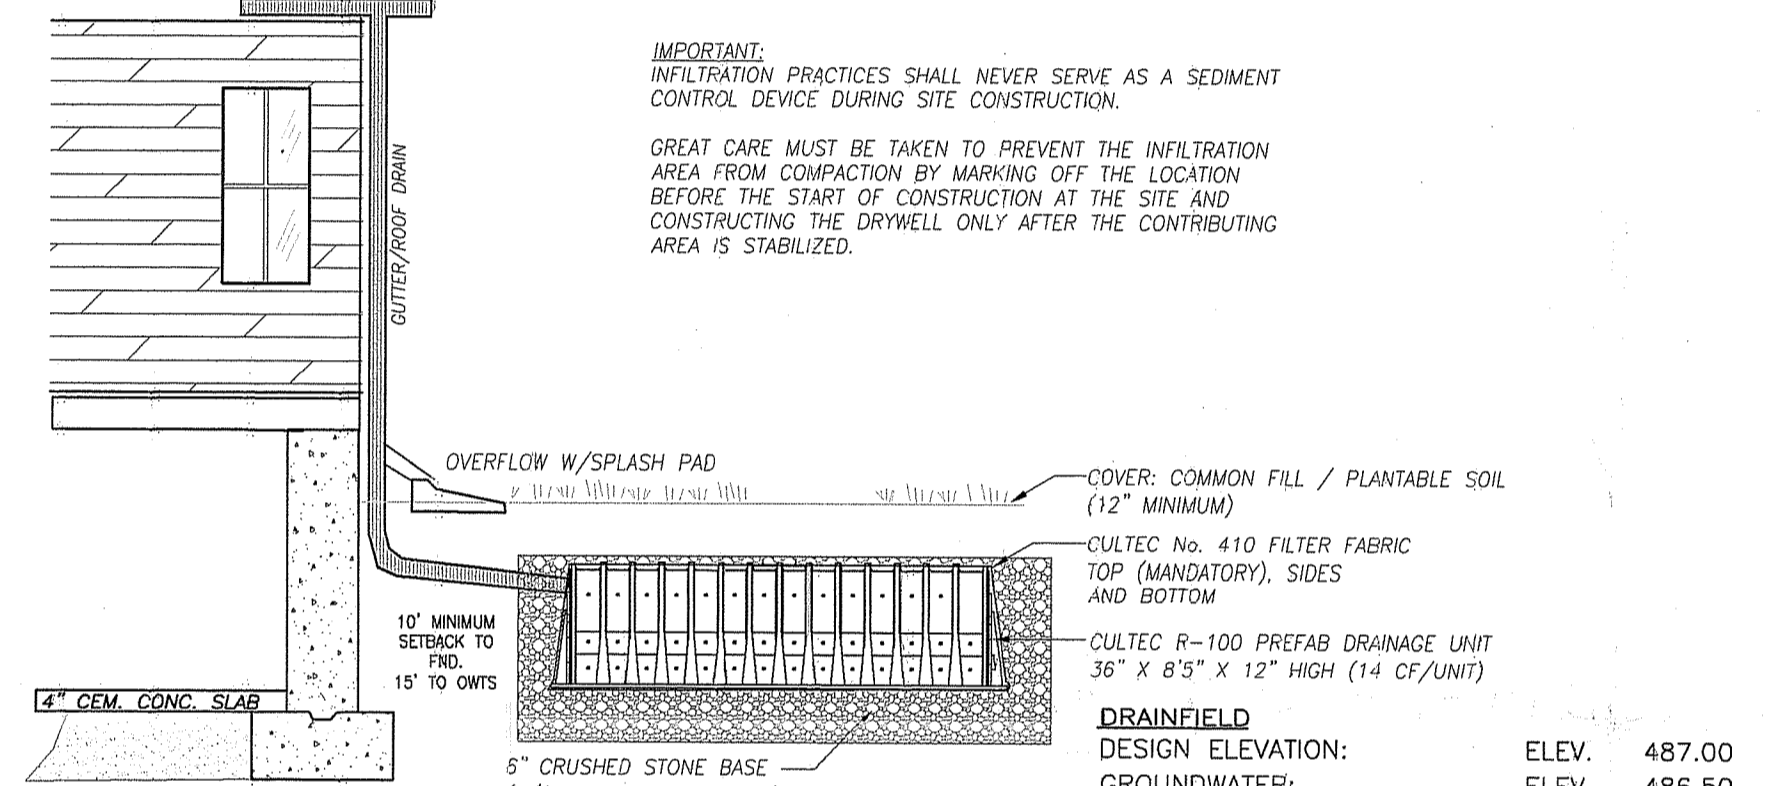 IMPORTANT:
INFILTRATION PRACTICES SHALL NEVER SERVE AS A SEDIMENT
CONTROL DEVICE DURING SITE CONSTRUCTION.
GREAT CARE MUST BE TAKEN TO PREVENT THE INFILTRATION
AREA FROM COMPACTION BY MARKING OFF THE LOCATION
BEFORE THE START OF CONSTRUCTION AT THE SITE AND
CONSTRUCTING THE DRYWELL ONLY AFTER THE CONTRIBUTING
AREA IS STABILIZED.
GUTTER/ROOF DRAIN
OVERFLOW W/SPLASH PAD
COVER: COMMON FILL / PLANTABLE SOIL
(12" MINIMUM)
CULTEC No. 410 FILTER FABRIC
TOP (MANDATORY), SIDES
AND BOTTOM
10' MINIMUM
SETBACK TO
FND.
15' TO OWTS
CULTEC R-100 PREFAB DRAINAGE UNIT
36" X 8'5" X 12" HIGH (14 CF/UNIT)
4" CEM. CONC. SLAB
6" CRUSHED STONE BASE
DRAINFIELD
DESIGN ELEVATION: ELEV. 487.00
GROUNDWATER: ELEV. 486.50